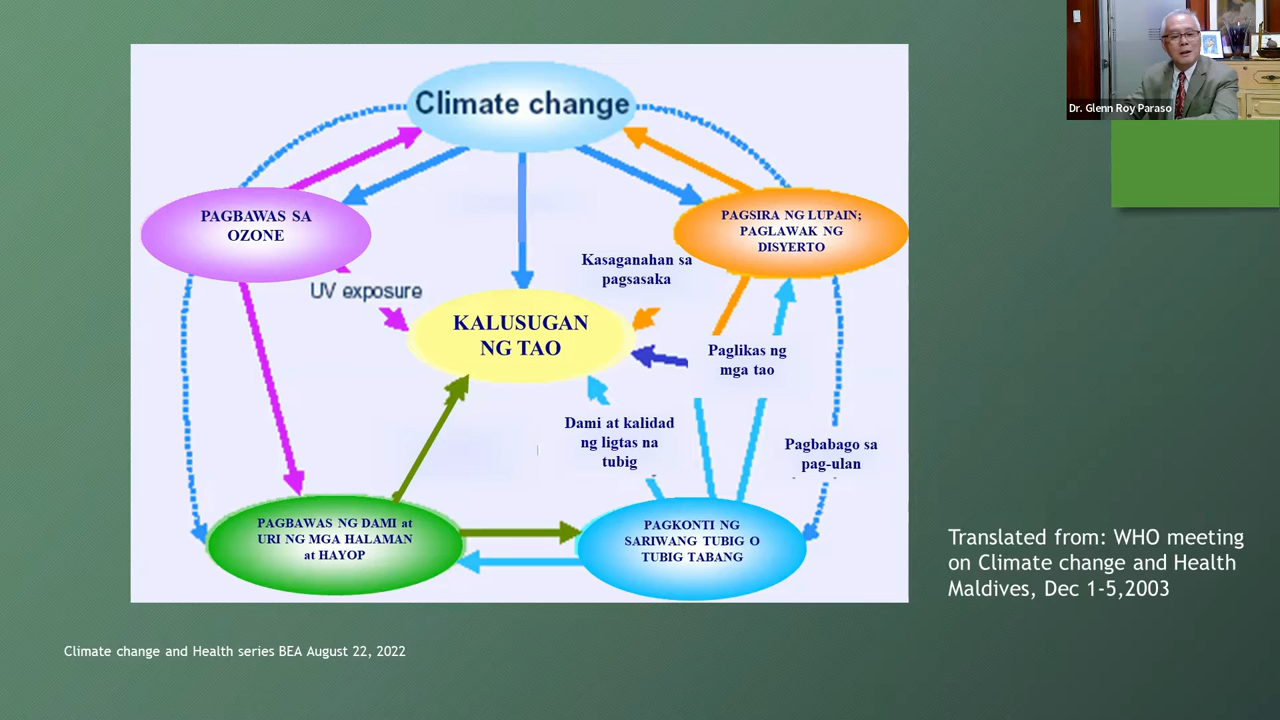 Dr. Glenn Roy Paraso
Climate change
PAGBAWAS SA
OZONE
PAGSIRA NG LUPAIN;
PAGLAWAK NG
DISYERTO
Kasaganahan sa
pagsasaka
UV exposure
KALUSUGAN
NG TAO
Paglikas ng
mga tao
Dami at kalidad
ng ligtas na
tubig
Pagbabago sa
pag-ulan
PAGBAWAS NG DAMI at
URI NG MGA HALAMAN
at HAYOP
PAGKONTI NG
SARIWANG TUBIG O
TUBIG TABANG
Translated from: WHO meeting
on Climate change and Health
Maldives, Dec 1-5,2003
Climate change and Health series BEA August 22, 2022